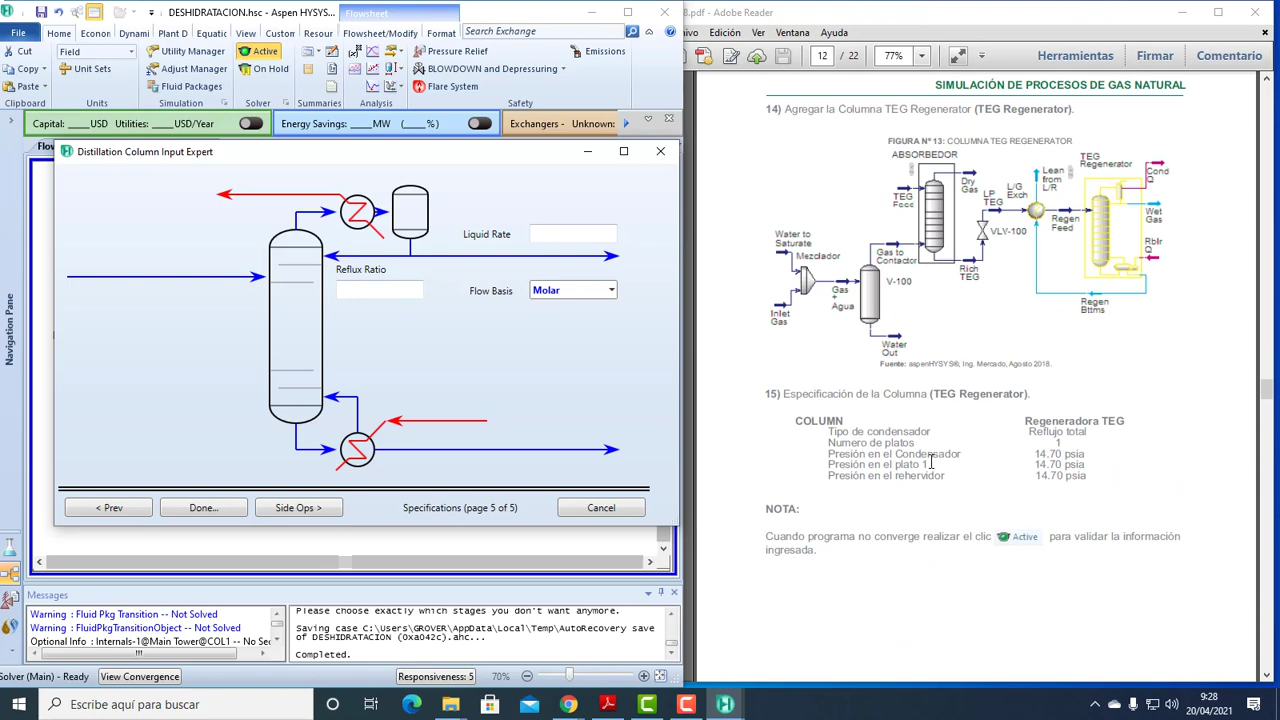 DESHIDRATACION.hsc - Aspen HYSYS...
Flowsheet
File
Home
Econor
Dynami
Plant D
Equatic
View
Custom
Resour
Flowsheet/Modify
Format
Search Exchange
Cut
Field
Utility Manager
Active
Pressure Relief
Emissions
Copy
Unit Sets
Adjust Manager
On Hold
BLOWDOWN and Depressuring
Paste
Fluid Packages
Flare System
Clipboard
Units
Simulation
Solver
Summaries
Analysis
Safety
Capital: ____USD Utilities: ____USD/Year
Energy Savings: ____MW (____%)
Exchangers - Unknown:
Flow
Navigation Pane
Distillation Column Input Expert
Liquid Rate
Reflux Ratio
Flow Basis
Molar
< Prev
Done...
Side Ops >
Specifications (page 5 of 5)
Cancel
Messages
Warning : Fluid Pkg Transition -- Not Solved
Warning : FluidPkgTransitionObject -- Not Solved
Optional Info : Internals-1@Main Tower@COL1 -- No Sec
Please choose exactly which stages you don't want anymore.
Saving case C:\Users\GROVER\AppData\Local\Temp\AutoRecovery save
of DESHIDRATACION (0xa042c).ahc...
Completed.
Solver (Main) - Ready
View Convergence
Responsiveness: 5
70%
3.pdf - Adobe Reader
Edición
Ver
Ventana
Ayuda
12
/ 22
77%
Herramientas
Firmar
Comentario
SIMULACIÓN DE PROCESOS DE GAS NATURAL
14) Agregar la Columna TEG Regenerator (TEG Regenerator).
FIGURA Nº 13: COLUMNA TEG REGENERATOR
ABSORBEDOR
Dry
Gas
TEG
Feed
LP
TEG
L/G
Exch
Lean
from
L/R
TEG
Regenerator
Cond
Q
Wet
Gas
Regen
Feed
VLY-100
Rblr
Q
Water to
Saturate
Mezclador
Gas to
Contactor
Rich
TEG
Regen
Bttms
Inlet
Gas
Gas
+
Agua
V-100
Water
Out
Fuente: aspenHYSYS®; Ing. Mercado, Agosto 2018.
15) Especificación de la Columna (TEG Regenerator).
COLUMN Regeneradora TEG
Tipo de condensador Reflujo total
Numero de platos 1
Presión en el Condensador 14.70 psia
Presión en el plato 1 14.70 psia
Presión en el rehervidor 14.70 psia
NOTA:
Cuando programa no converge realizar el clic Active para validar la información
ingresada.
Escribe aquí para buscar
9:28
20/04/2021